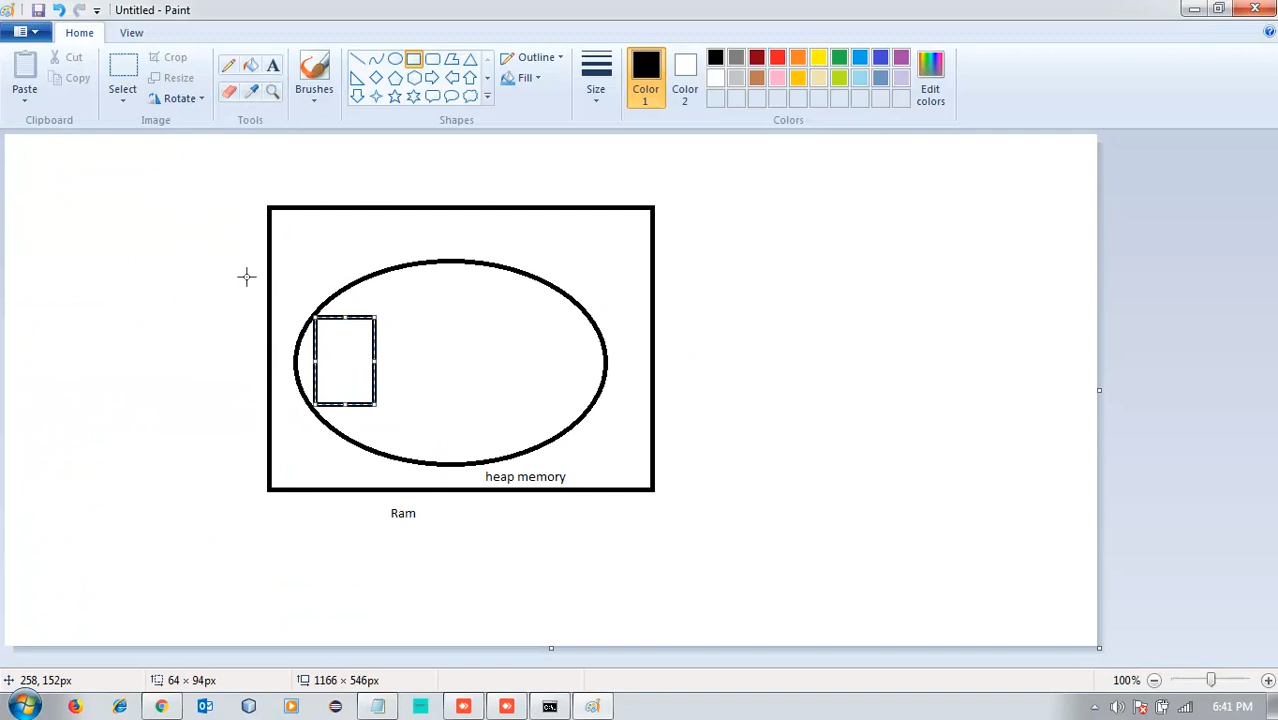 Untitled - Paint
Home View
Paste
Cut
Copy
Clipboard
Select
Crop
Resize
Rotate
Image
A
Tools
Brushes
Shapes
Outline
Fill
Size
Color 1
Color 2
Edit colors
Colors
heap memory
Ram
258, 152px 64 × 94px 1166 × 546px 100%
6:41 PM